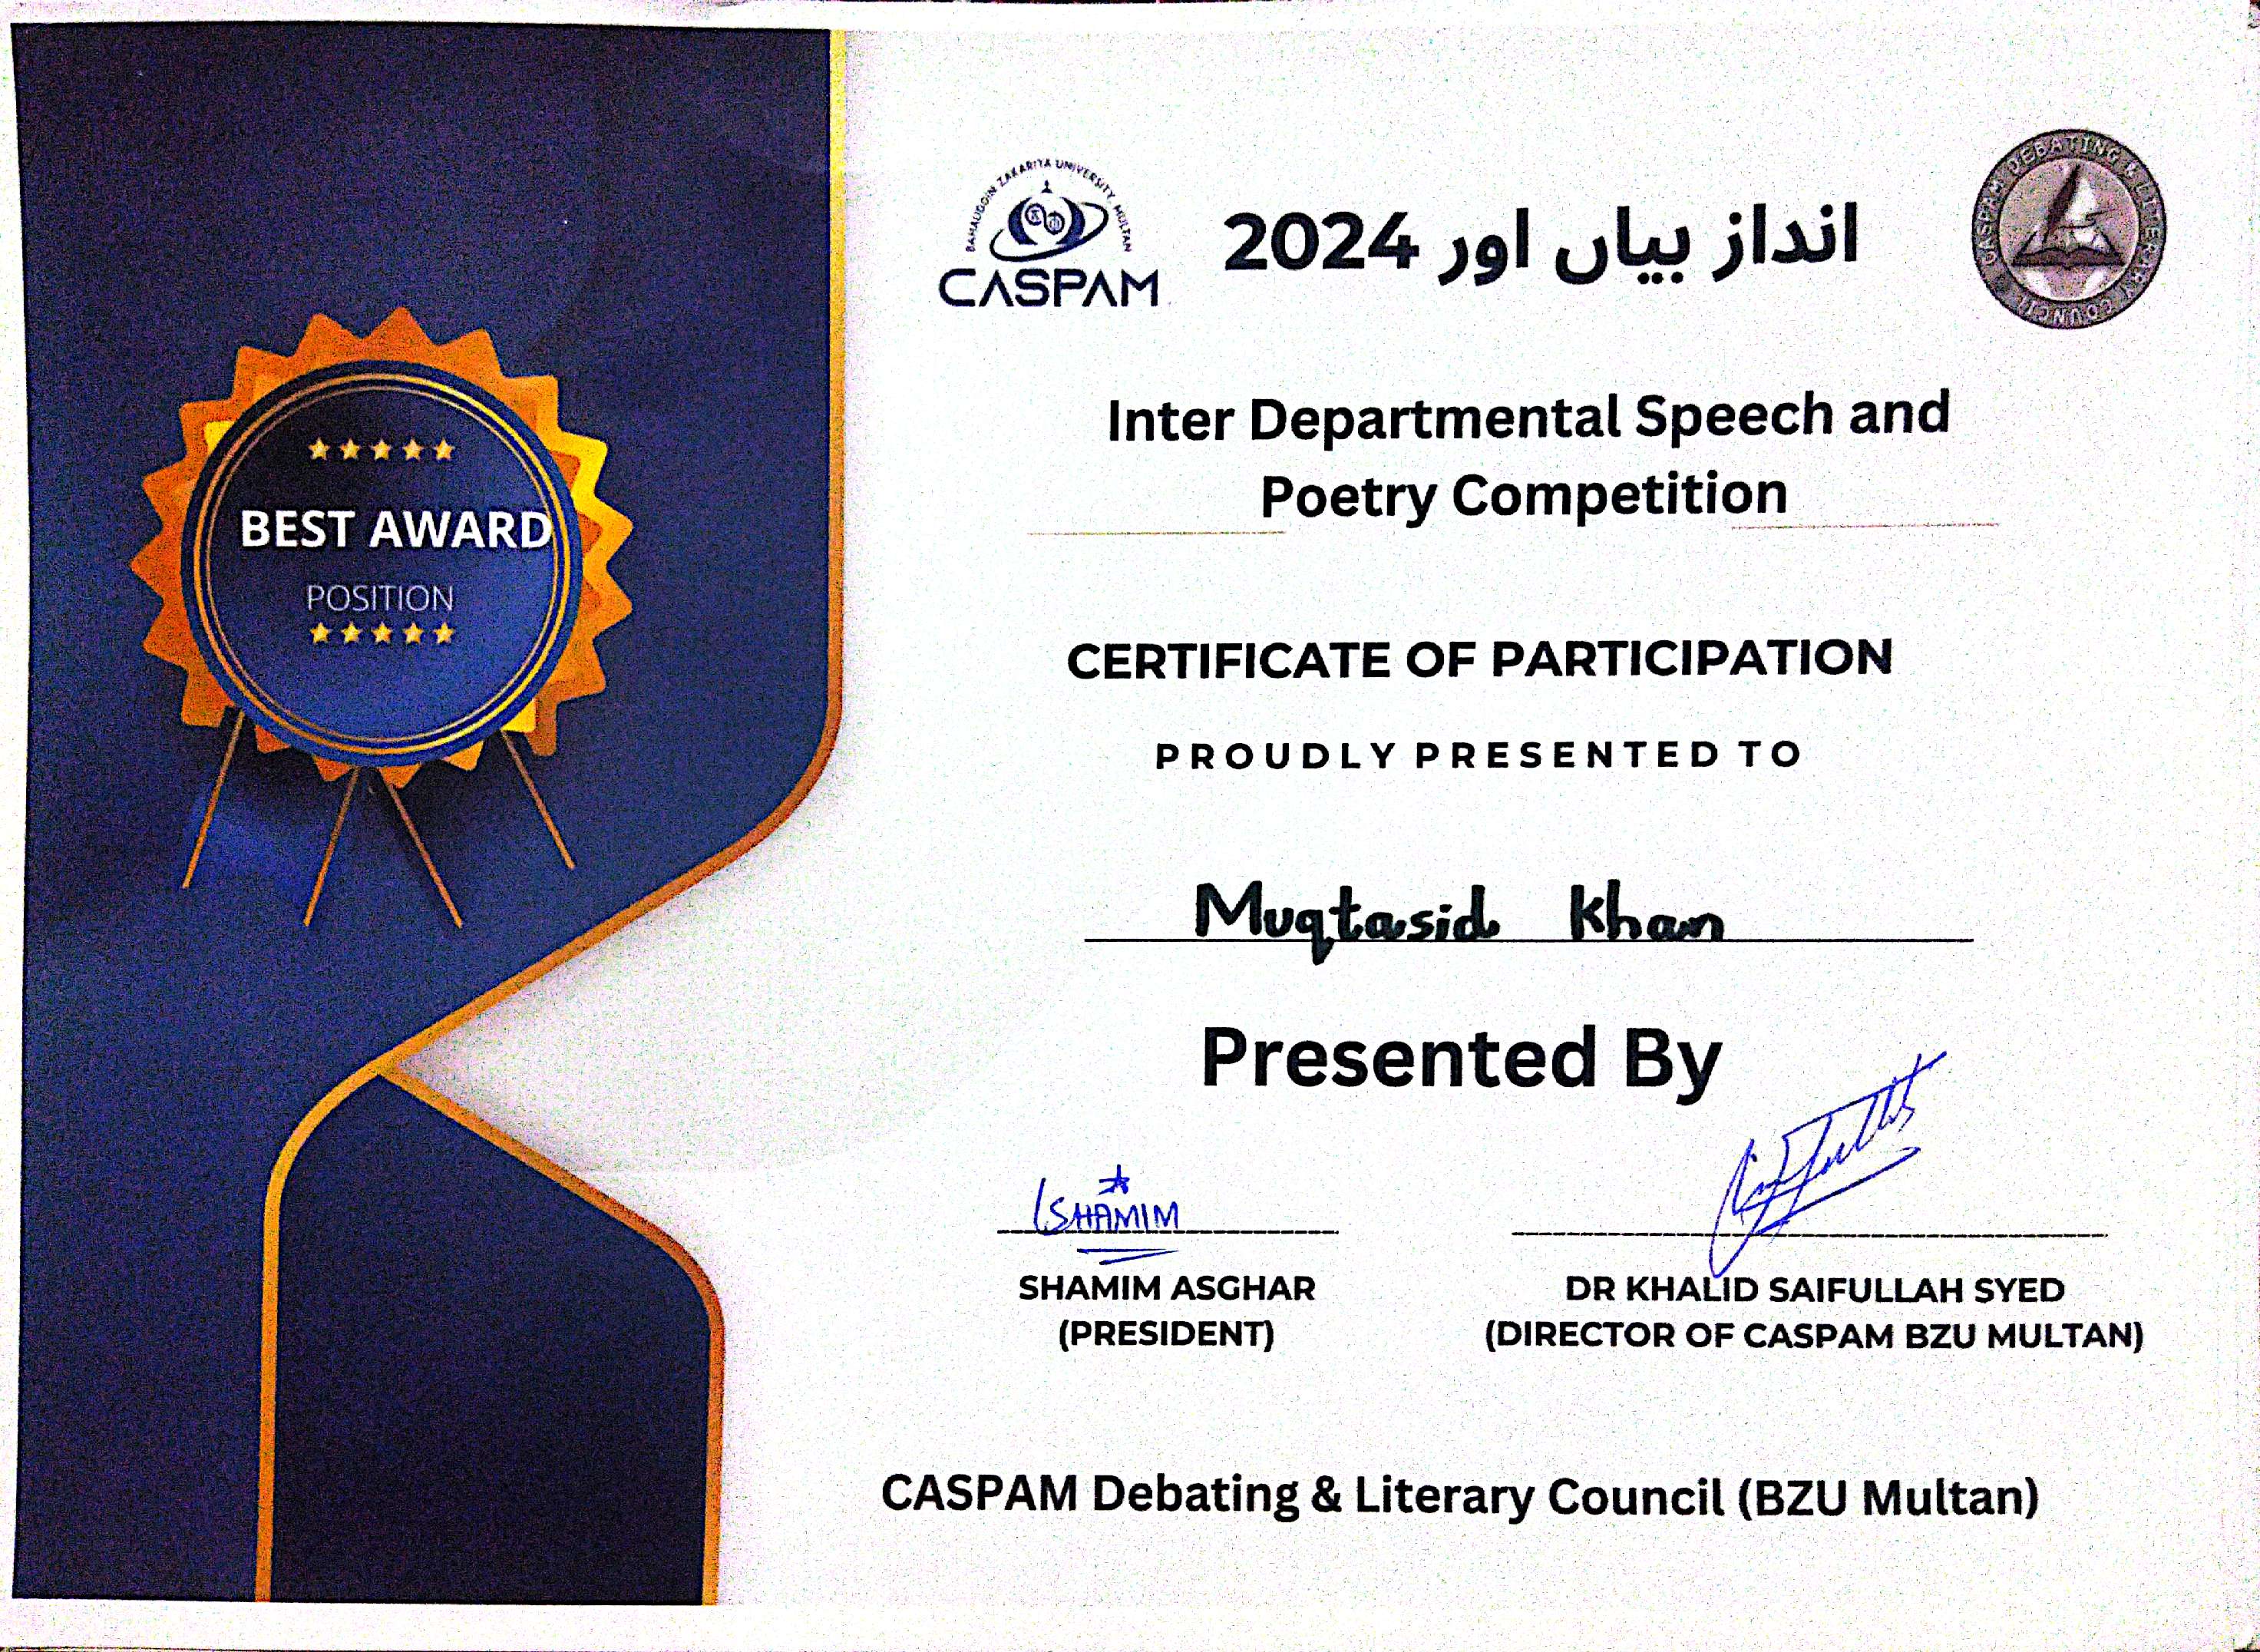 BAHAUDDIN ZAKARIYA UNIVERSITY, MULTAN
CASPAM
انداز بیاں اور 2024
CASPAM DEBATING & LITERARY COUNCIL
Inter Departmental Speech and
Poetry Competition
BEST AWARD
POSITION
CERTIFICATE OF PARTICIPATION
PROUDLY PRESENTED TO
Muqtasid Khan
Presented By
SHAMIM
SHAMIM ASGHAR
(PRESIDENT)
DR KHALID SAIFULLAH SYED
(DIRECTOR OF CASPAM BZU MULTAN)
CASPAM Debating & Literary Council (BZU Multan)